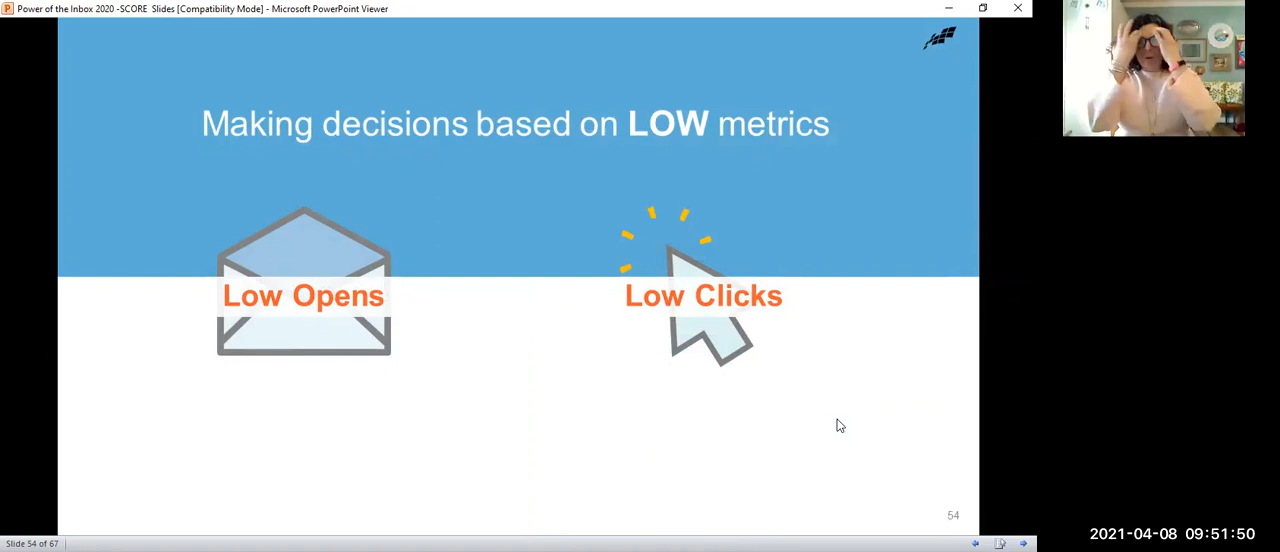 Power of the Inbox 2020 -SCORE Slides [Compatibility Mode] - Microsoft PowerPoint Viewer
Making decisions based on LOW metrics
Low Opens
Low Clicks
54
Slide 54 of 67
2021-04-08 09:51:50